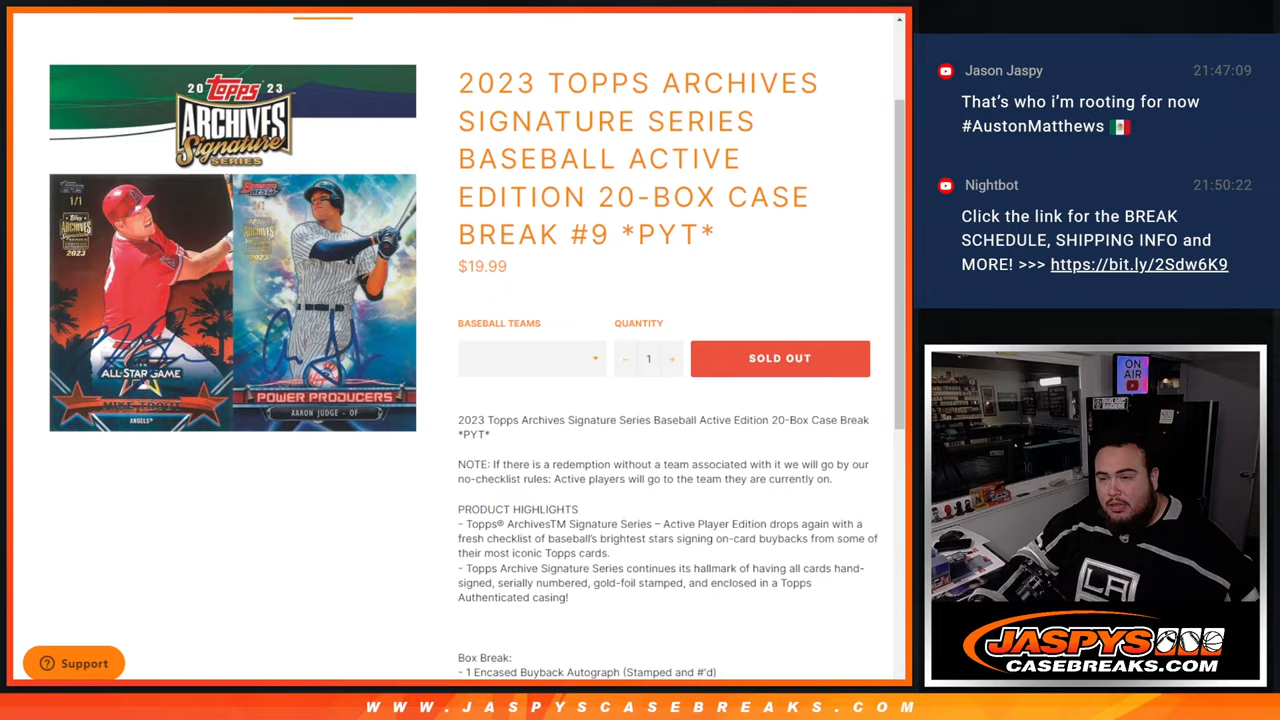 2023 TOPPS ARCHIVES
SIGNATURE SERIES
BASEBALL ACTIVE
EDITION 20-BOX CASE
BREAK #9 *PYT*
$19.99
BASEBALL TEAMS
QUANTITY
− 1 +
SOLD OUT
2023 Topps Archives Signature Series Baseball Active Edition 20-Box Case Break
*PYT*
NOTE: If there is a redemption without a team associated with it we will go by our
no-checklist rules: Active players will go to the team they are currently on.
PRODUCT HIGHLIGHTS
- Topps® ArchivesTM Signature Series – Active Player Edition drops again with a
fresh checklist of baseball's brightest stars signing on-card buybacks from some of
their most iconic Topps cards.
- Topps Archive Signature Series continues its hallmark of having all cards hand-
signed, serially numbered, gold-foil stamped, and enclosed in a Topps
Authenticated casing!
Box Break:
- 1 Encased Buyback Autograph (Stamped and #'d)
20 Topps 23
ARCHIVES
Signature
SERIES
1/1
Topps
ARCHIVES
2023
ALL-STAR GAME
MIKE TROUT
ANGELS®
POWER PRODUCERS
AARON JUDGE - OF
? Support
Jason Jaspy 21:47:09
That's who i'm rooting for now
#AustonMatthews 🇲🇽
Nightbot 21:50:22
Click the link for the BREAK
SCHEDULE, SHIPPING INFO and
MORE! >>> https://bit.ly/2Sdw6K9
ON
AIR
LA
JASPYS
CASEBREAKS.COM
WWW.JASPYSCASEBREAKS.COM